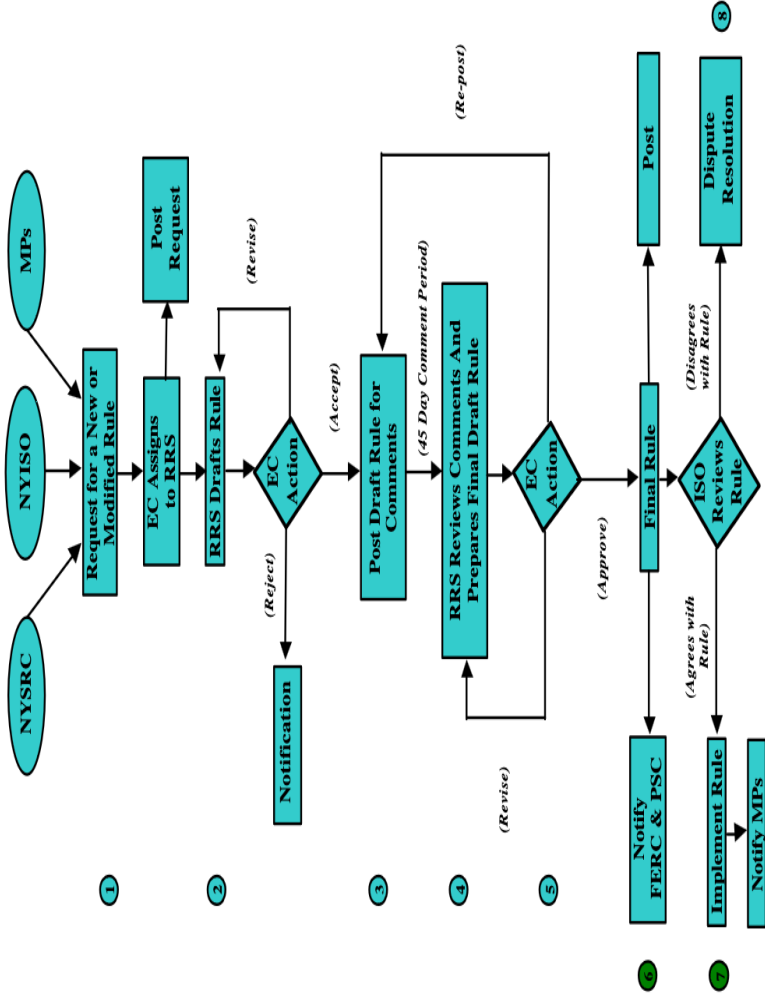 NYSRC
NYISO
MPs
1
Request for a New or
Modified Rule
EC Assigns
to RRS
Post
Request
2
RRS Drafts Rule
(Revise)
EC
Action
(Reject)
Notification
(Accept)
3
Post Draft Rule for
Comments
(45 Day Comment Period)
(Re-post)
4
RRS Reviews Comments And
Prepares Final Draft Rule
(Revise)
5
EC
Action
(Approve)
6
Notify
FERC & PSC
Final Rule
Post
7
Implement Rule
(Agrees with
Rule)
ISO
Reviews
Rule
(Disagrees
with Rule)
Dispute
Resolution
8
Notify MPs